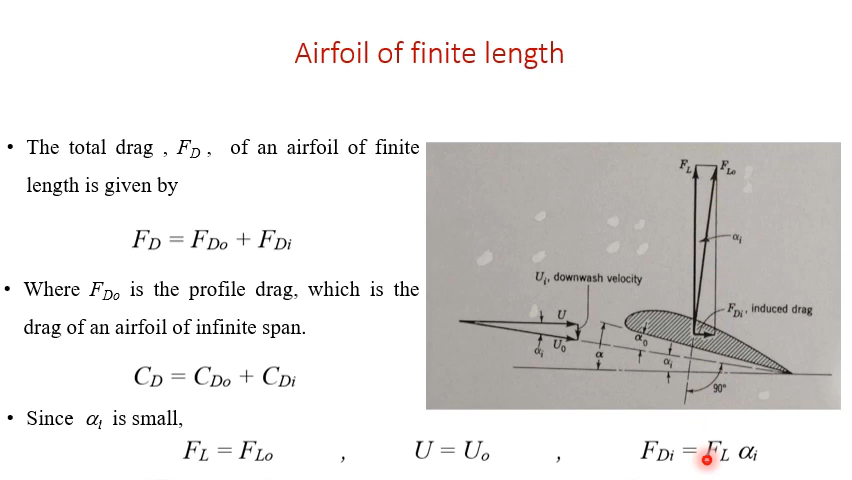 Airfoil of finite length
• The total drag , F_D , of an airfoil of finite
length is given by
F_D = F_Do + F_Di
• Where F_Do is the profile drag, which is the
drag of an airfoil of infinite span.
C_D = C_Do + C_Di
• Since α_i is small,
F_L = F_Lo , U = U_o , F_Di = F_L α_i
F_L F_Lo
α_i
U_i, downwash velocity
F_Di, induced drag
U
U_0
α_i
α
α_0
α_i
90°